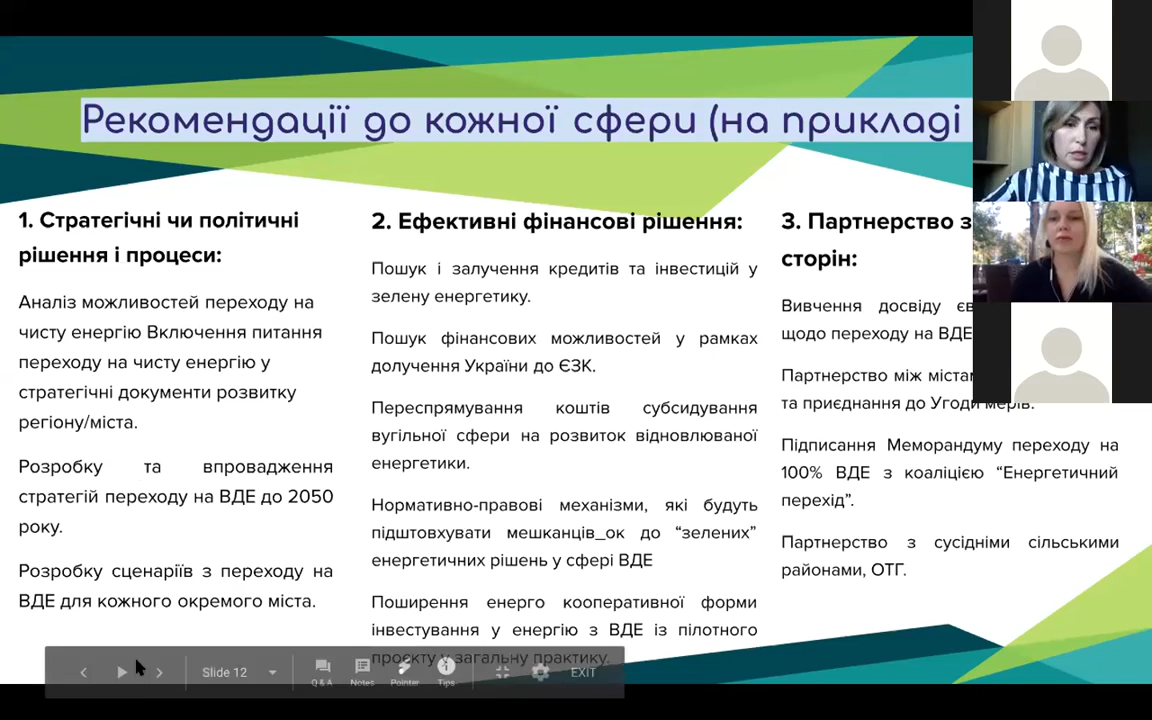 Рекомендації до кожної сфери (на прикладі
1. Стратегічні чи політичні
рішення і процеси:
Аналіз можливостей переходу на
чисту енергію Включення питання
переходу на чисту енергію у
стратегічні документи розвитку
регіону/міста.
Розробку та впровадження
стратегій переходу на ВДЕ до 2050
року.
Розробку сценаріїв з переходу на
ВДЕ для кожного окремого міста.
2. Ефективні фінансові рішення:
Пошук і залучення кредитів та інвестицій у
зелену енергетику.
Пошук фінансових можливостей у рамках
долучення України до ЄЗК.
Переспрямування коштів субсидування
вугільної сфери на розвиток відновлюваної
енергетики.
Нормативно-правові механізми, які будуть
підштовхувати мешканців_ок до “зелених”
енергетичних рішень у сфері ВДЕ
Поширення енерго кооперативної форми
інвестування у енергію з ВДЕ із пілотного
проєкту у загальну практику.
3. Партнерство з
сторін:
Вивчення досвіду
щодо переходу на ВДЕ
Партнерство між
та приєднання до Угоди мерів.
Підписання Меморандуму переходу на
100% ВДЕ з коаліцією “Енергетичний
перехід”.
Партнерство з сусідніми сільськими
районами, ОТГ.
Slide 12
Q & A
Notes
Pointer
Tips
EXIT